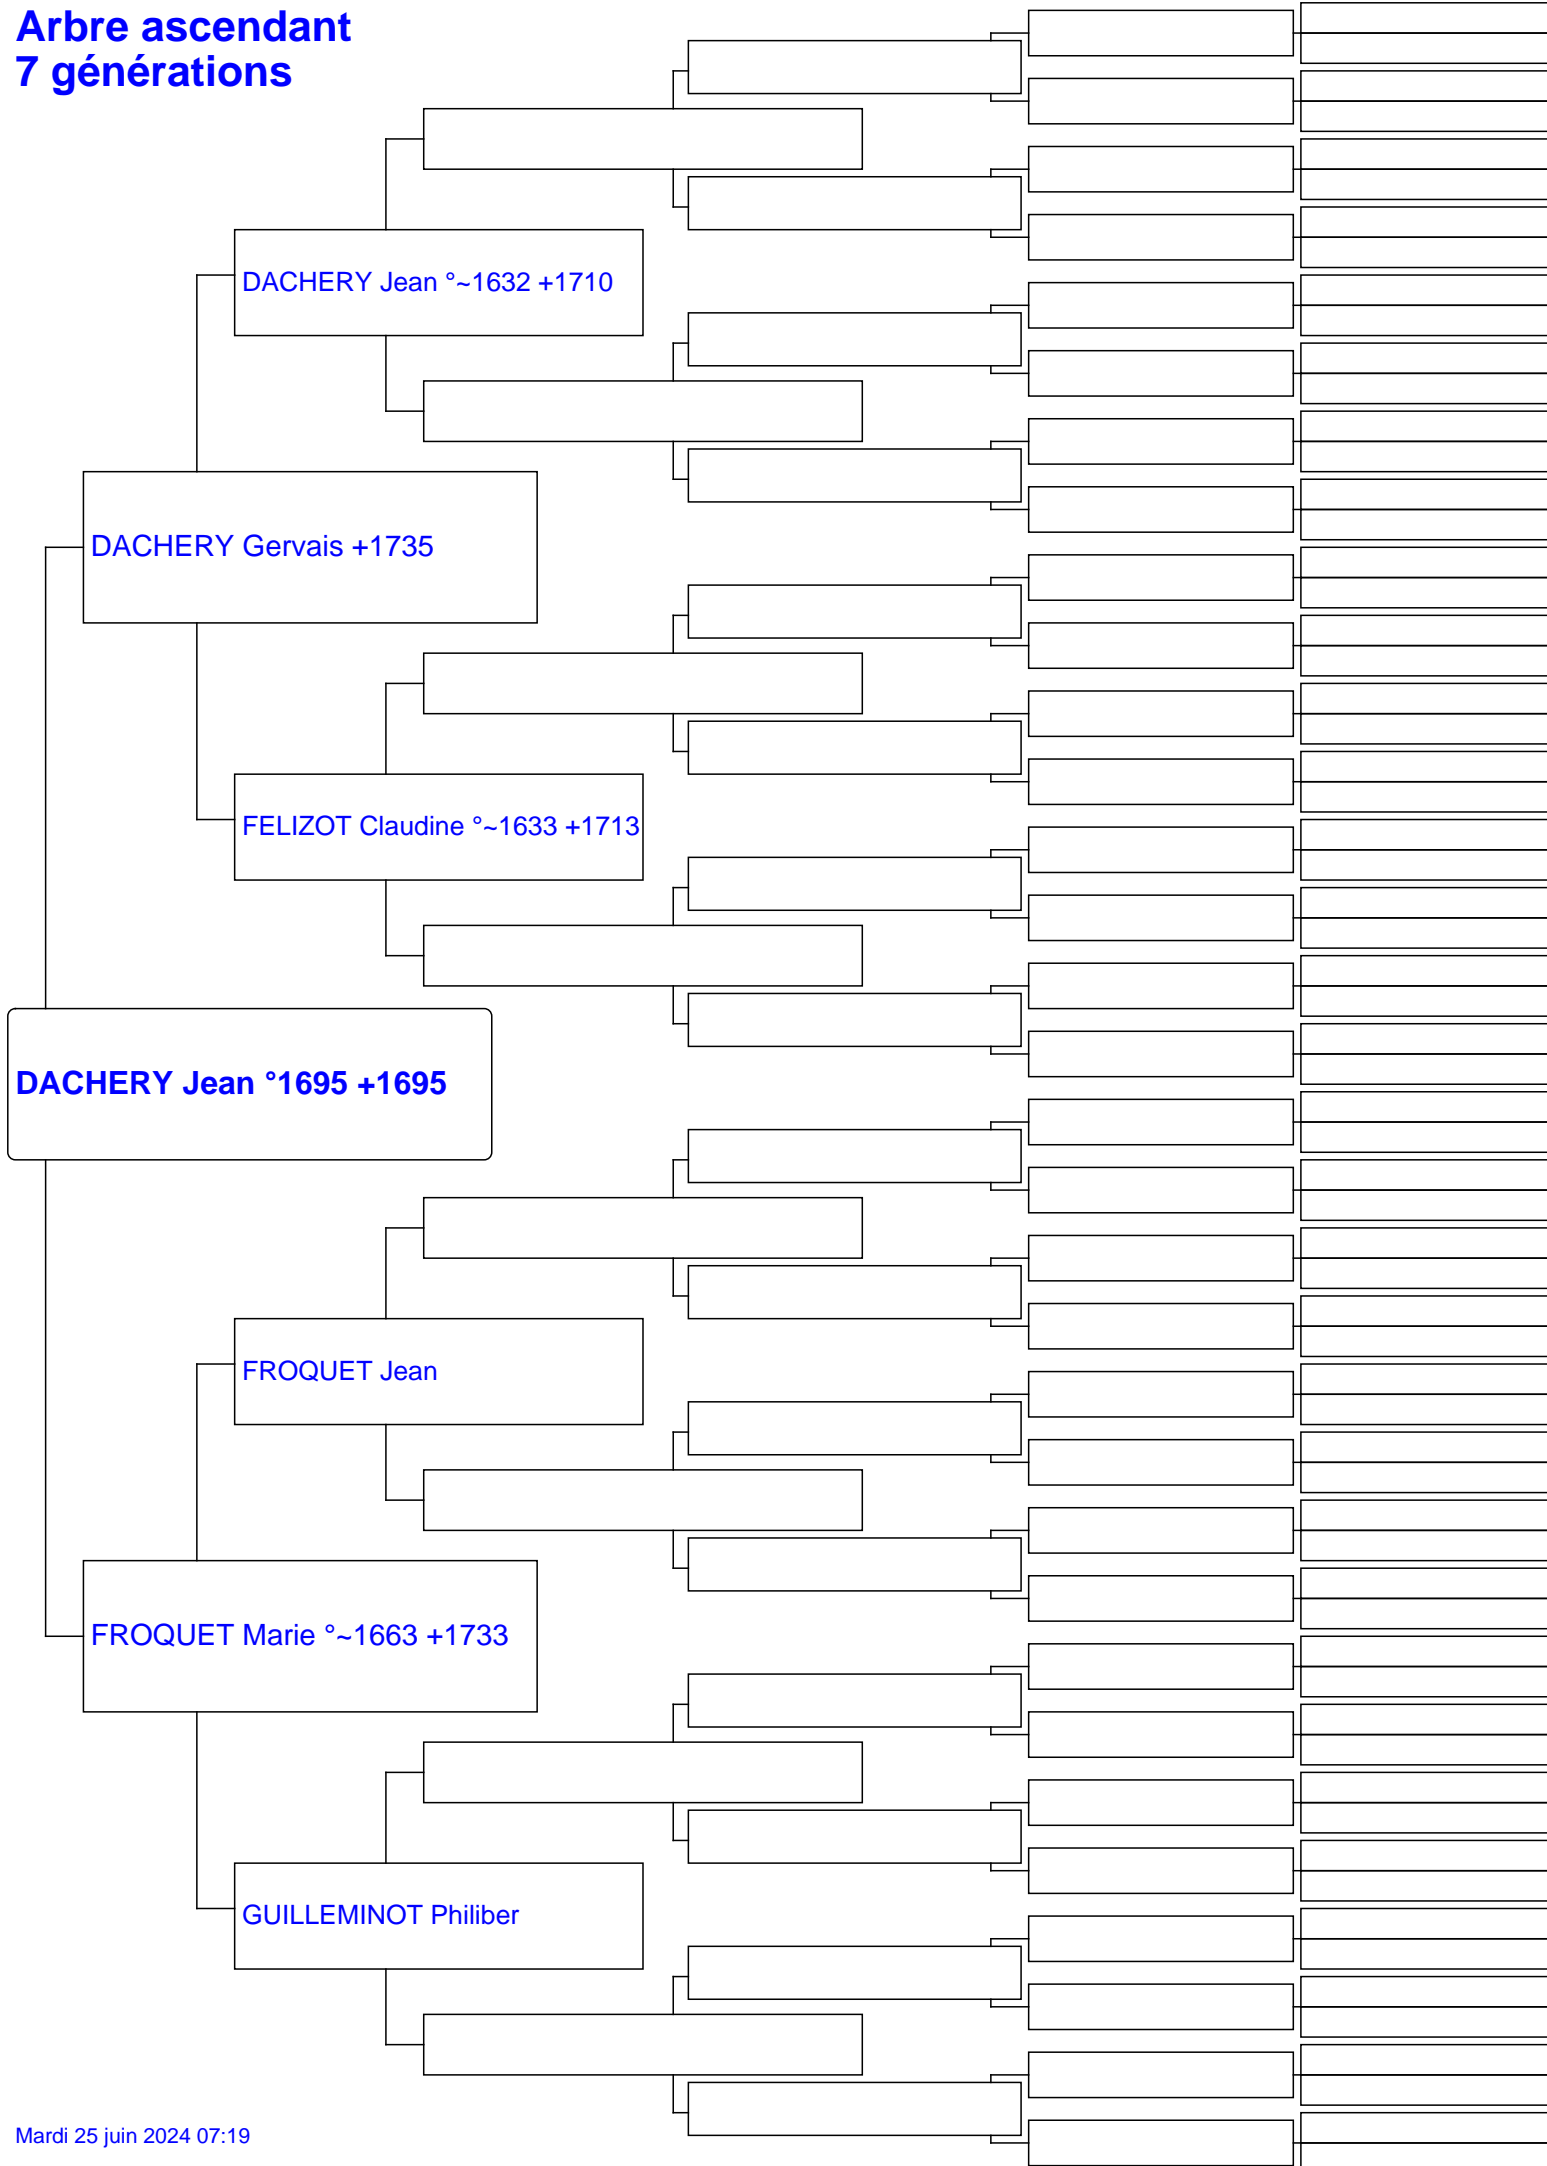 Arbre ascendant
7 générations
DACHERY Jean °~1632 +1710
DACHERY Gervais +1735
FELIZOT Claudine °~1633 +1713
DACHERY Jean °1695 +1695
FROQUET Jean
FROQUET Marie °~1663 +1733
GUILLEMINOT Philiber
Mardi 25 juin 2024 07:19